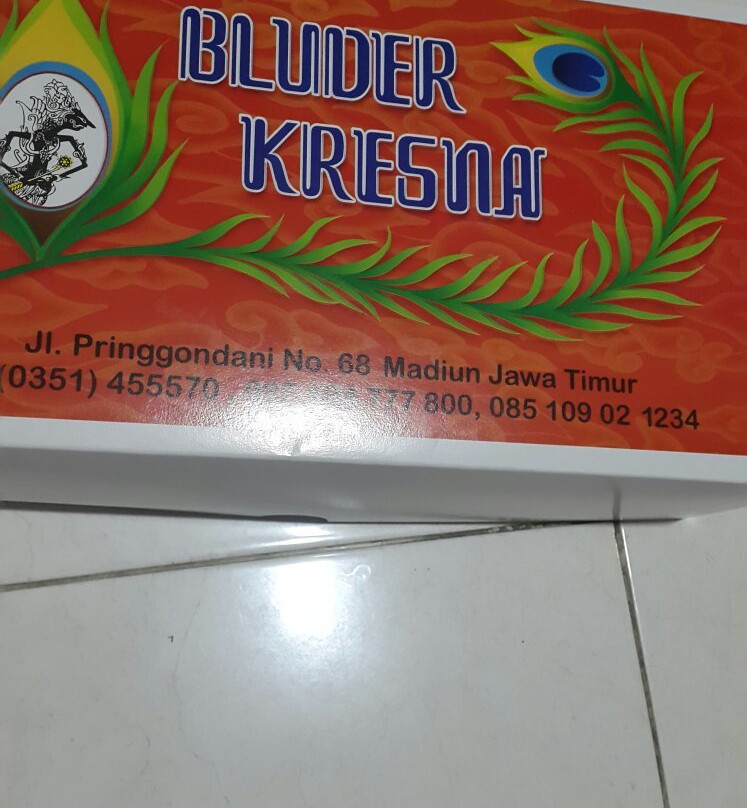 BLUDER
KRESNA
Jl. Pringgondani No. 68 Madiun Jawa Timur
(0351) 455570 777 800, 085 109 02 1234